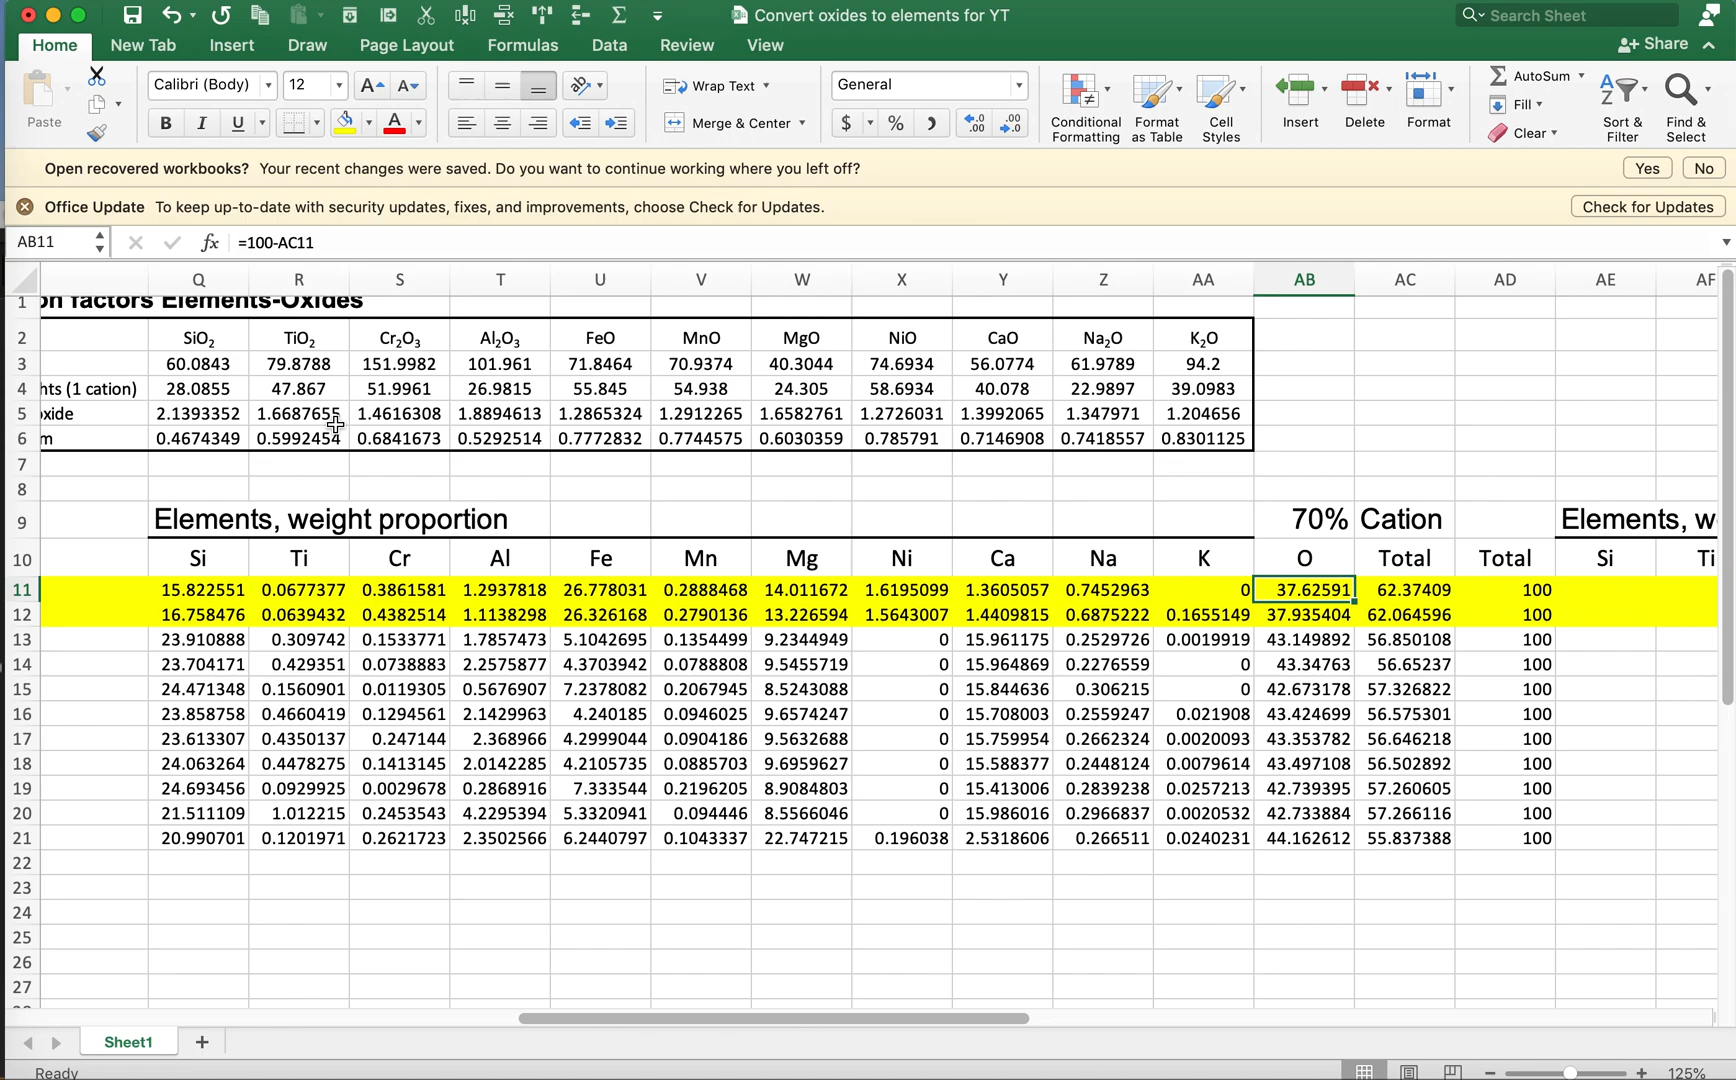 Convert oxides to elements for YT
Search Sheet
Home New Tab Insert Draw Page Layout Formulas Data Review View Share
Paste Calibri (Body) 12 A A Wrap Text General AutoSum
Fill
B I U A Merge & Center $ % .00 .0 Conditional Formatting Format as Table Cell Styles Insert Delete Format Clear Sort & Filter Find & Select
Open recovered workbooks? Your recent changes were saved. Do you want to continue working where you left off? Yes No
Office Update To keep up-to-date with security updates, fixes, and improvements, choose Check for Updates. Check for Updates
AB11 fx =100-AC11
Q R S T U V W X Y Z AA AB AC AD AE AF
1 on factors Elements-Oxides
2 SiO₂ TiO₂ Cr₂O₃ Al₂O₃ FeO MnO MgO NiO CaO Na₂O K₂O
3 60.0843 79.8788 151.9982 101.961 71.8464 70.9374 40.3044 74.6934 56.0774 61.9789 94.2
4 hts (1 cation) 28.0855 47.867 51.9961 26.9815 55.845 54.938 24.305 58.6934 40.078 22.9897 39.0983
5 oxide 2.1393352 1.6687655 1.4616308 1.8894613 1.2865324 1.2912265 1.6582761 1.2726031 1.3992065 1.347971 1.204656
6 m 0.4674349 0.5992454 0.6841673 0.5292514 0.7772832 0.7744575 0.6030359 0.785791 0.7146908 0.7418557 0.8301125
7
8
9 Elements, weight proportion 70% Cation Elements, w
10 Si Ti Cr Al Fe Mn Mg Ni Ca Na K O Total Total Si Ti
11 15.822551 0.0677377 0.3861581 1.2937818 26.778031 0.2888468 14.011672 1.6195099 1.3605057 0.7452963 0 37.62591 62.37409 100
12 16.758476 0.0639432 0.4382514 1.1138298 26.326168 0.2790136 13.226594 1.5643007 1.4409815 0.6875222 0.1655149 37.935404 62.064596 100
13 23.910888 0.309742 0.1533771 1.7857473 5.1042695 0.1354499 9.2344949 0 15.961175 0.2529726 0.0019919 43.149892 56.850108 100
14 23.704171 0.429351 0.0738883 2.2575877 4.3703942 0.0788808 9.5455719 0 15.964869 0.2276559 0 43.34763 56.65237 100
15 24.471348 0.1560901 0.0119305 0.5676907 7.2378082 0.2067945 8.5243088 0 15.844636 0.306215 0 42.673178 57.326822 100
16 23.858758 0.4660419 0.1294561 2.1429963 4.240185 0.0946025 9.6574247 0 15.708003 0.2559247 0.021908 43.424699 56.575301 100
17 23.613307 0.4350137 0.247144 2.368966 4.2999044 0.0904186 9.5632688 0 15.759954 0.2662324 0.0020093 43.353782 56.646218 100
18 24.063264 0.4478275 0.1413145 2.0142285 4.2105735 0.0885703 9.6959627 0 15.588377 0.2448124 0.0079614 43.497108 56.502892 100
19 24.693456 0.0929925 0.0029678 0.2868916 7.333544 0.2196205 8.9084803 0 15.413006 0.2839238 0.0257213 42.739395 57.260605 100
20 21.511109 1.012215 0.2453543 4.2295394 5.3320941 0.094446 8.5566046 0 15.986016 0.2966837 0.0020532 42.733884 57.266116 100
21 20.990701 0.1201971 0.2621723 2.3502566 6.2440797 0.1043337 22.747215 0.196038 2.5318606 0.266511 0.0240231 44.162612 55.837388 100
22
23
24
25
26
27
Sheet1
Ready 125%